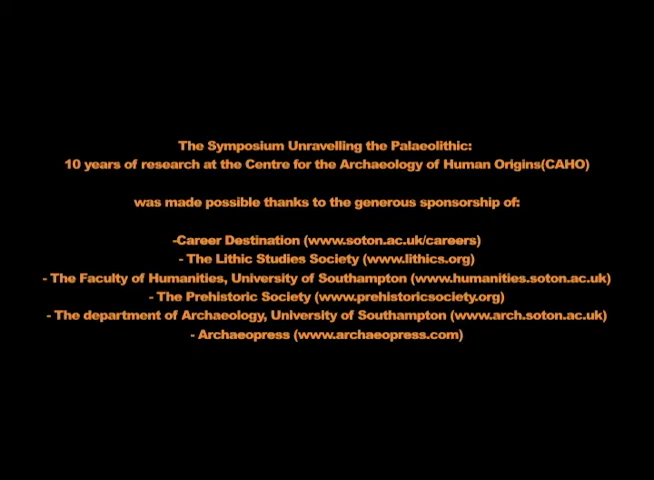 The Symposium Unravelling the Palaeolithic:
10 years of research at the Centre for the Archaeology of Human Origins(CAHO)
was made possible thanks to the generous sponsorship of:
-Career Destination (www.soton.ac.uk/careers)
- The Lithic Studies Society (www.lithics.org)
- The Faculty of Humanities, University of Southampton (www.humanities.soton.ac.uk)
- The Prehistoric Society (www.prehistoricsociety.org)
- The department of Archaeology, University of Southampton (www.arch.soton.ac.uk)
- Archaeopress (www.archaeopress.com)